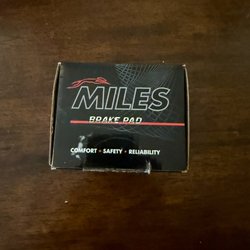 MILES
BRAKE PAD
COMFORT - SAFETY - RELIABILITY